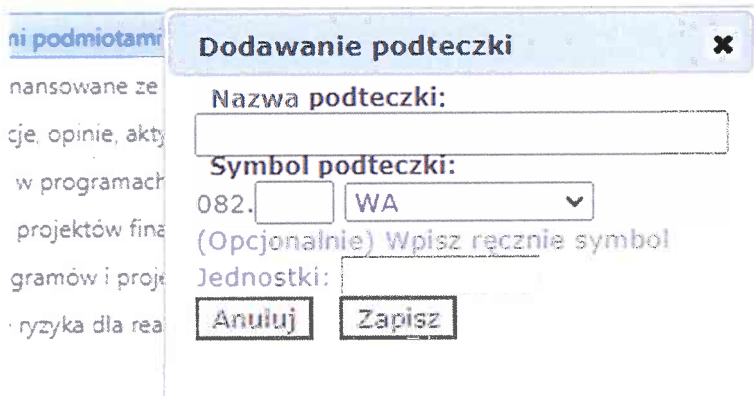 ni podmiotami
nansowane ze
cje, opinie, akty
w programach
projektów fina
gramów i proje
ryzyka dla rea
Dodawanie podteczki ✖
Nazwa podteczki:
Symbol podteczki:
082. WA
(Opcjonalnie) Wpisz ręcznie symbol
Jednostki:
Anuluj Zapisz